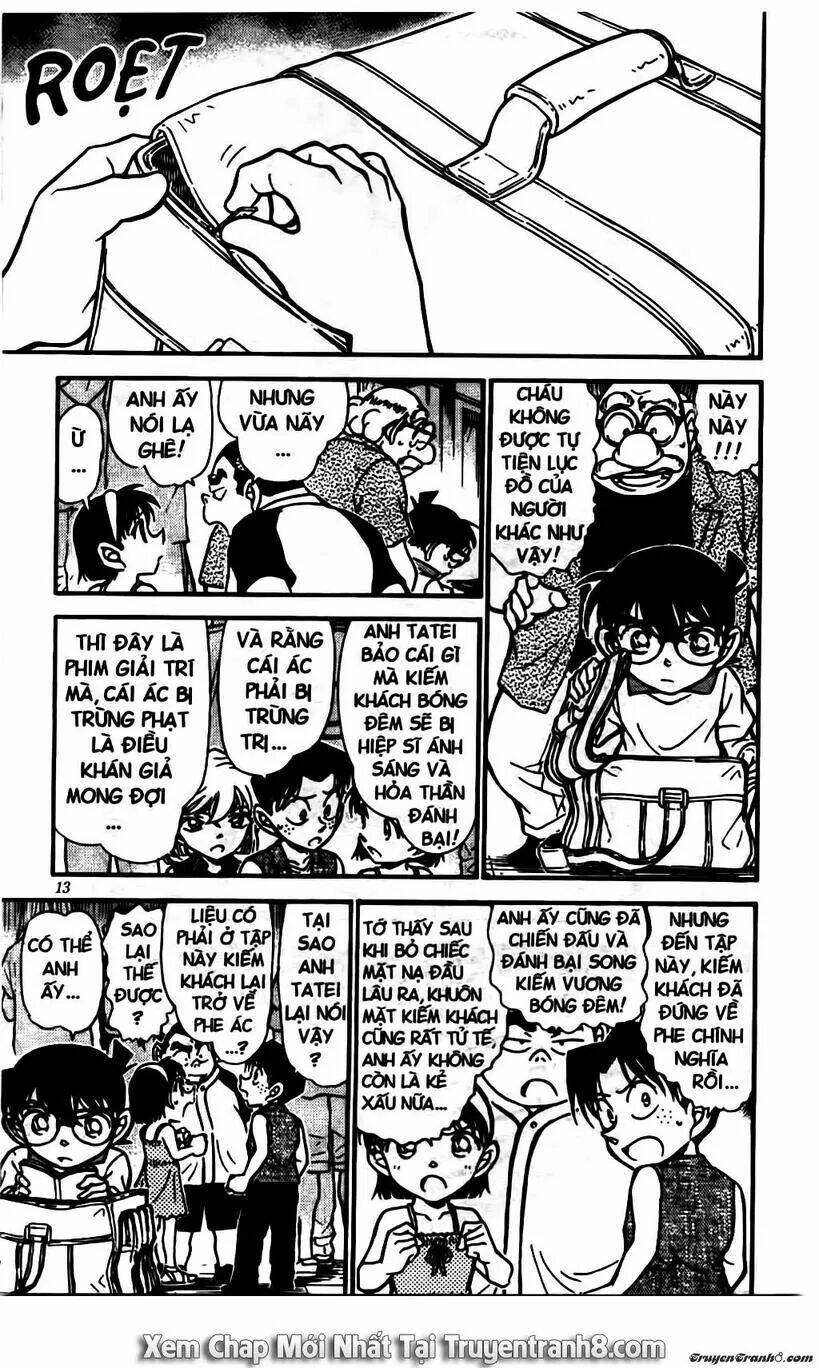 ROẸT
NÀY
NÀY
!!!
CHÁU
KHÔNG
ĐƯỢC TỰ
TIỆN LỤC
ĐỒ CỦA
NGƯỜI
KHÁC NHƯ
VẬY!
NHƯNG
VỪA NÃY
...
ANH ẤY
NÓI LẠ
GHÊ!
Ừ
...
ANH TATEI
BẢO CÁI GÌ
MÀ KIẾM
KHÁCH BÓNG
ĐÊM SẼ BỊ
HIỆP SĨ ÁNH
SÁNG VÀ
HỎA THẦN
ĐÁNH
BẠI!
VÀ RẰNG
CÁI ÁC
PHẢI BỊ
TRỪNG
TRỊ...
THÌ ĐÂY LÀ
PHIM GIẢI TRÍ
MÀ, CÁI ÁC BỊ
TRỪNG PHẠT
LÀ ĐIỀU
KHÁN GIẢ
MONG ĐỢI
...
13
NHƯNG
ĐẾN TẬP
NÀY, KIẾM
KHÁCH ĐÃ
ĐỨNG VỀ
PHE CHÍNH
NGHĨA
RỒI...
ANH ẤY CŨNG ĐÃ
CHIẾN ĐẤU VÀ
ĐÁNH BẠI SONG
KIẾM VƯƠNG
BÓNG ĐÊM!
TỚ THẤY SAU
KHI BỎ CHIẾC
MẶT NẠ ĐẦU
LÂU RA, KHUÔN
MẶT KIẾM KHÁCH
CŨNG RẤT TỬ TẾ,
ANH ẤY KHÔNG
CÒN LÀ KẺ
XẤU NỮA...
TẠI
SAO
ANH
TATEI
LẠI NÓI
VẬY
?
LIỆU CÓ
PHẢI Ở TẬP
NÀY KIẾM
KHÁCH LẠI
TRỞ VỀ
PHE ÁC
...?
SAO
LẠI
THẾ
ĐƯỢC
?
CÓ THỂ
ANH
ẤY...
Xem Chap Mới Nhất Tại Truyentranh8.com
TruyenTranh8.com